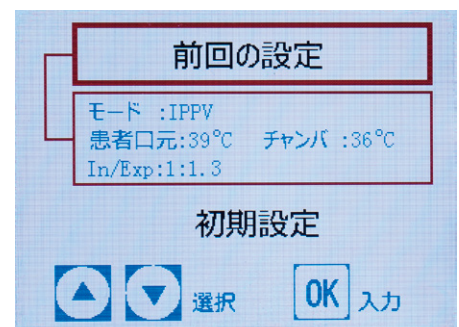 前回の設定
モード :IPPV
患者口元:39°C チャンバ :36°C
In/Exp:1:1.3
初期設定
選択 OK 入力